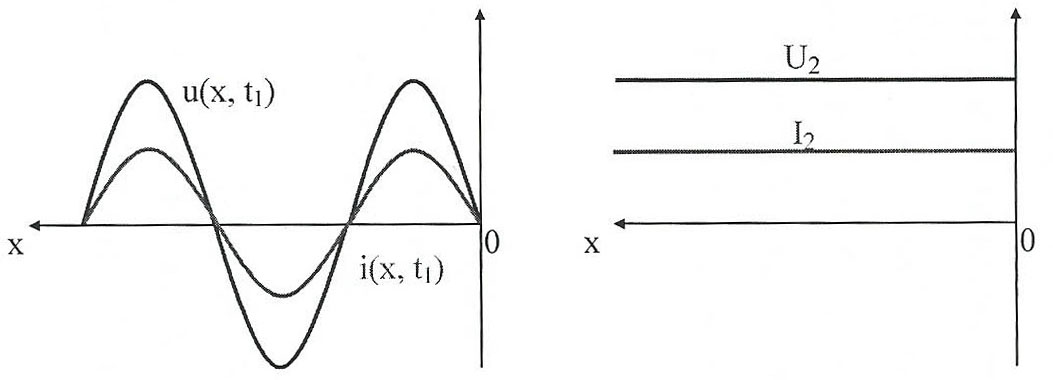 u(x, t₁)
x
0
i(x, t₁)
U₂
I₂
x
0